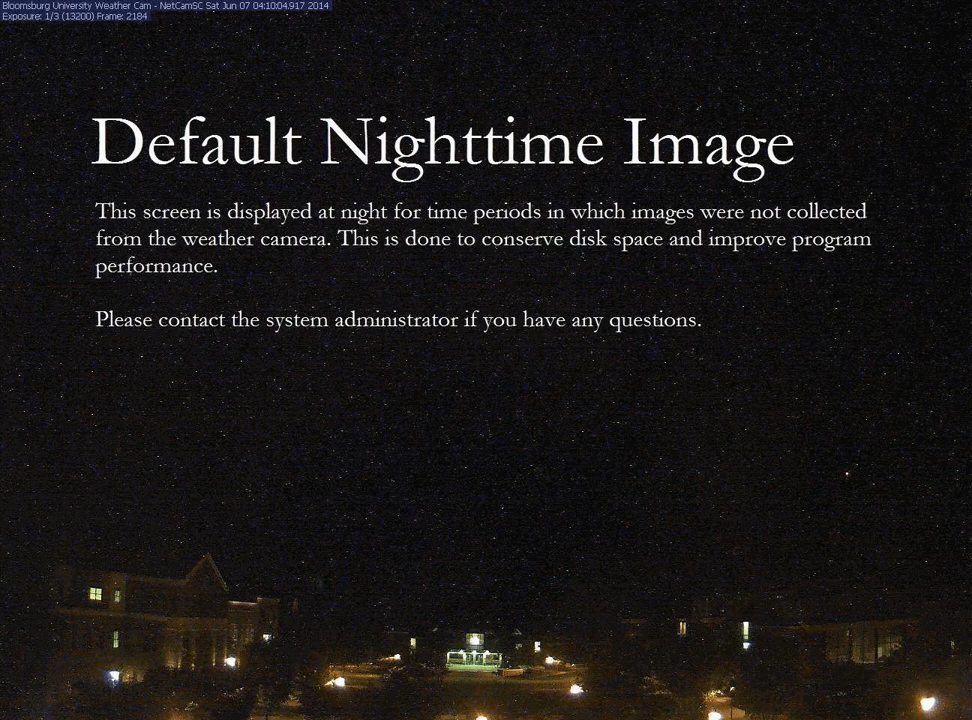 Bloomsburg University Weather Cam - NetCamSC Sat Jun 07 04:10:04.917 2014
Exposure: 1/3 (13200) Frame: 2184
Default Nighttime Image
This screen is displayed at night for time periods in which images were not collected
from the weather camera. This is done to conserve disk space and improve program
performance.
Please contact the system administrator if you have any questions.